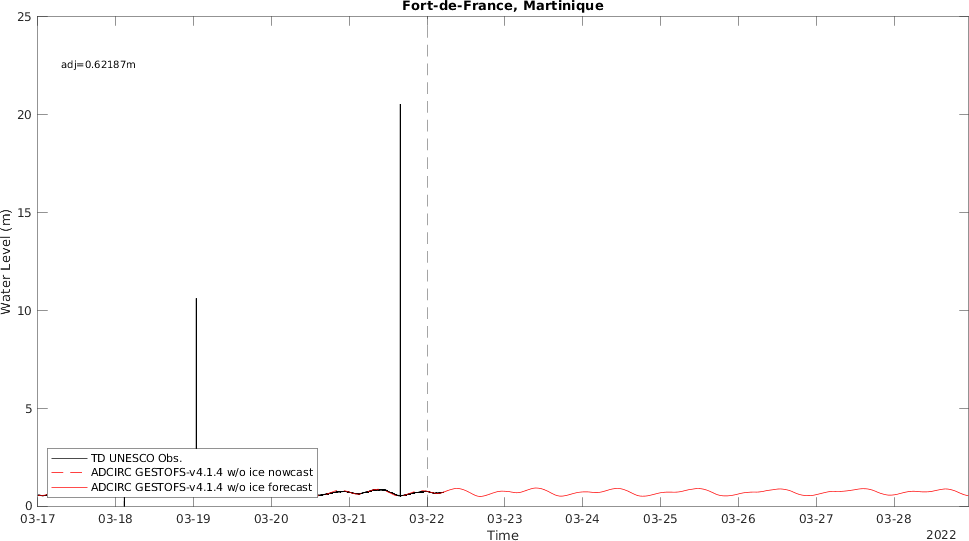 Fort-de-France, Martinique
25
adj=0.62187m
20
15
Water Level (m)
10
5
TD UNESCO Obs.
ADCIRC GESTOFS-v4.1.4 w/o ice nowcast
ADCIRC GESTOFS-v4.1.4 w/o ice forecast
0
03-17 03-18 03-19 03-20 03-21 03-22 03-23 03-24 03-25 03-26 03-27 03-28
Time
2022